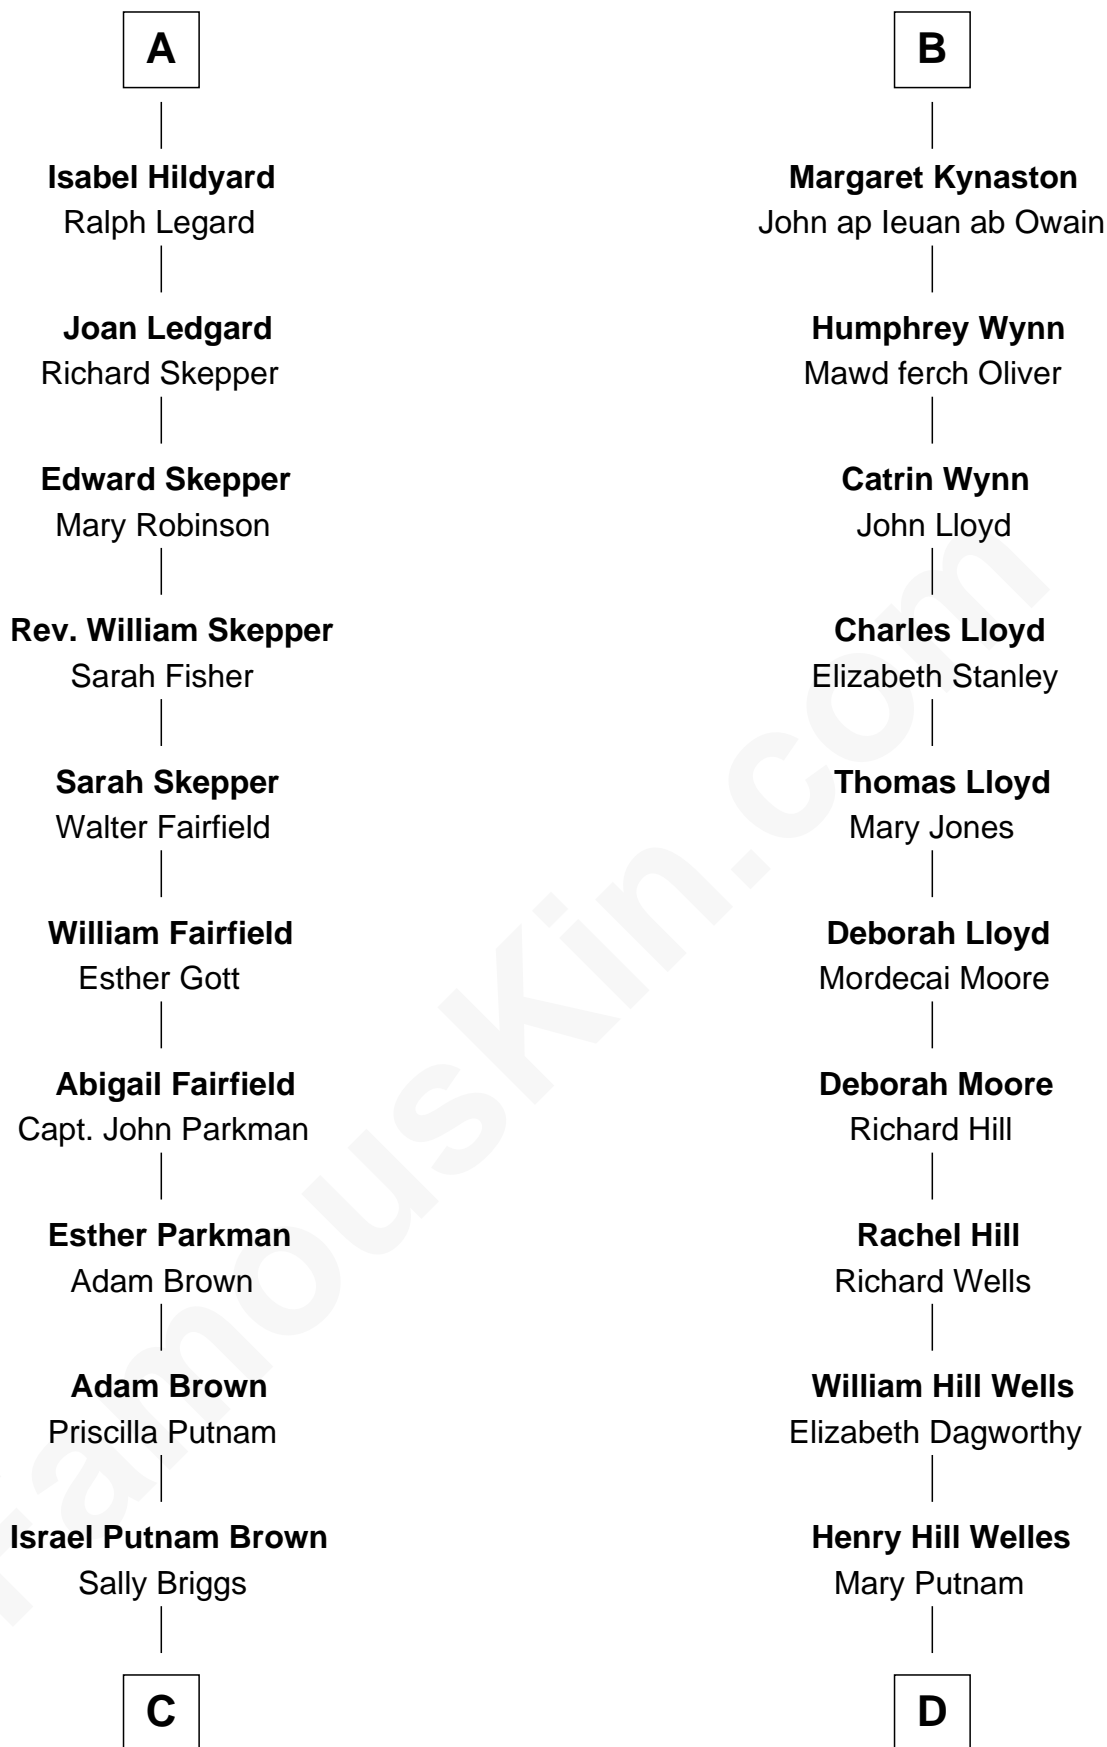 A
Isabel Hildyard
Ralph Legard
Joan Ledgard
Richard Skepper
Edward Skepper
Mary Robinson
Rev. William Skepper
Sarah Fisher
Sarah Skepper
Walter Fairfield
William Fairfield
Esther Gott
Abigail Fairfield
Capt. John Parkman
Esther Parkman
Adam Brown
Adam Brown
Priscilla Putnam
Israel Putnam Brown
Sally Briggs
C
B
Margaret Kynaston
John ap Ieuan ab Owain
Humphrey Wynn
Mawd ferch Oliver
Catrin Wynn
John Lloyd
Charles Lloyd
Elizabeth Stanley
Thomas Lloyd
Mary Jones
Deborah Lloyd
Mordecai Moore
Deborah Moore
Richard Hill
Rachel Hill
Richard Wells
William Hill Wells
Elizabeth Dagworthy
Henry Hill Welles
Mary Putnam
D
FamousKin.com